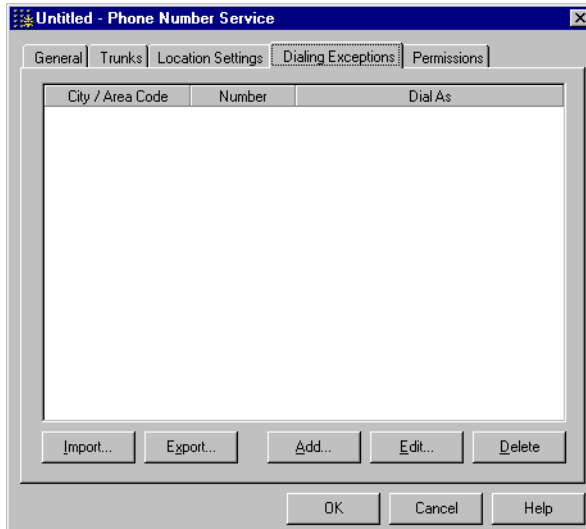 Untitled - Phone Number Service
General Trunks Location Settings Dialing Exceptions Permissions
City / Area Code Number Dial As
Import... Export... Add... Edit... Delete
OK Cancel Help